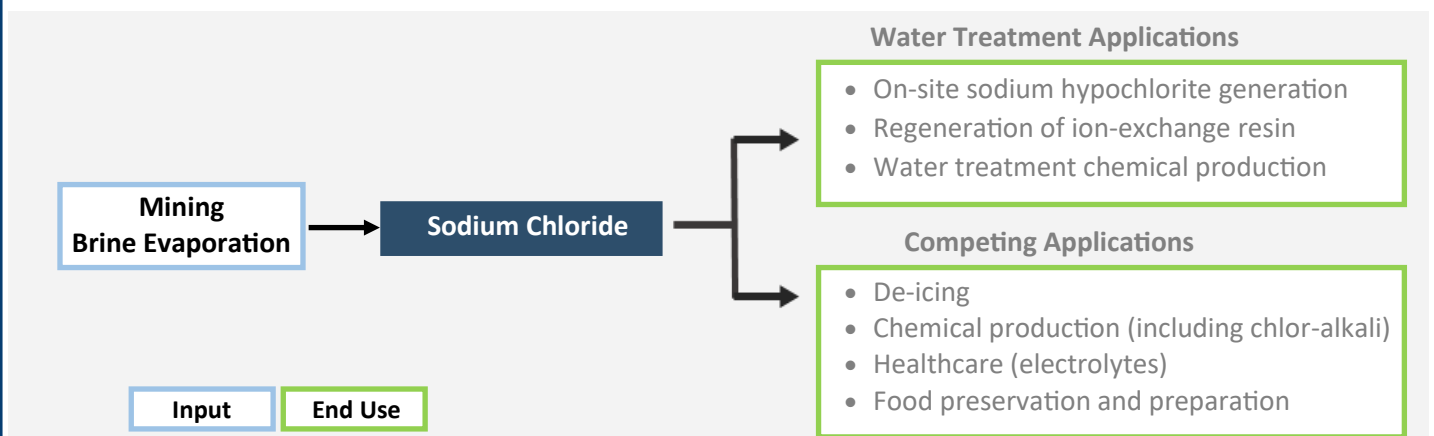 Water Treatment Applications
• On-site sodium hypochlorite generation
• Regeneration of ion-exchange resin
• Water treatment chemical production
Mining
Brine Evaporation
Sodium Chloride
Competing Applications
• De-icing
• Chemical production (including chlor-alkali)
• Healthcare (electrolytes)
• Food preservation and preparation
Input
End Use